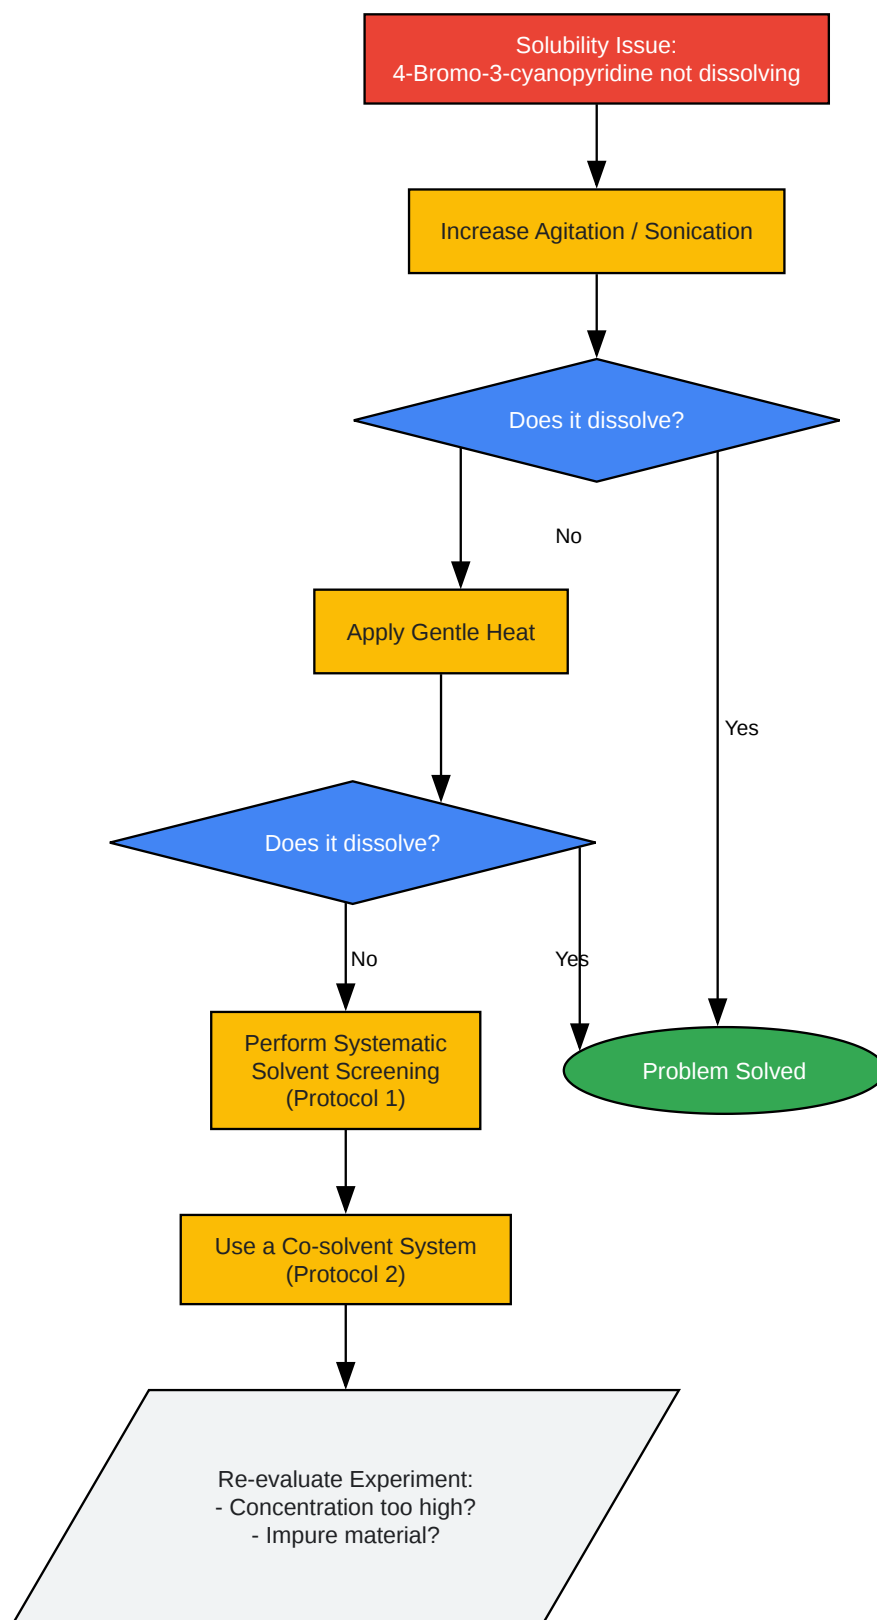 Solubility Issue:
4-Bromo-3-cyanopyridine not dissolving
Increase Agitation / Sonication
Does it dissolve?
No
Apply Gentle Heat
Yes
Does it dissolve?
No
Yes
Perform Systematic
Solvent Screening
(Protocol 1)
Problem Solved
Use a Co-solvent System
(Protocol 2)
Re-evaluate Experiment:
- Concentration too high?
- Impure material?